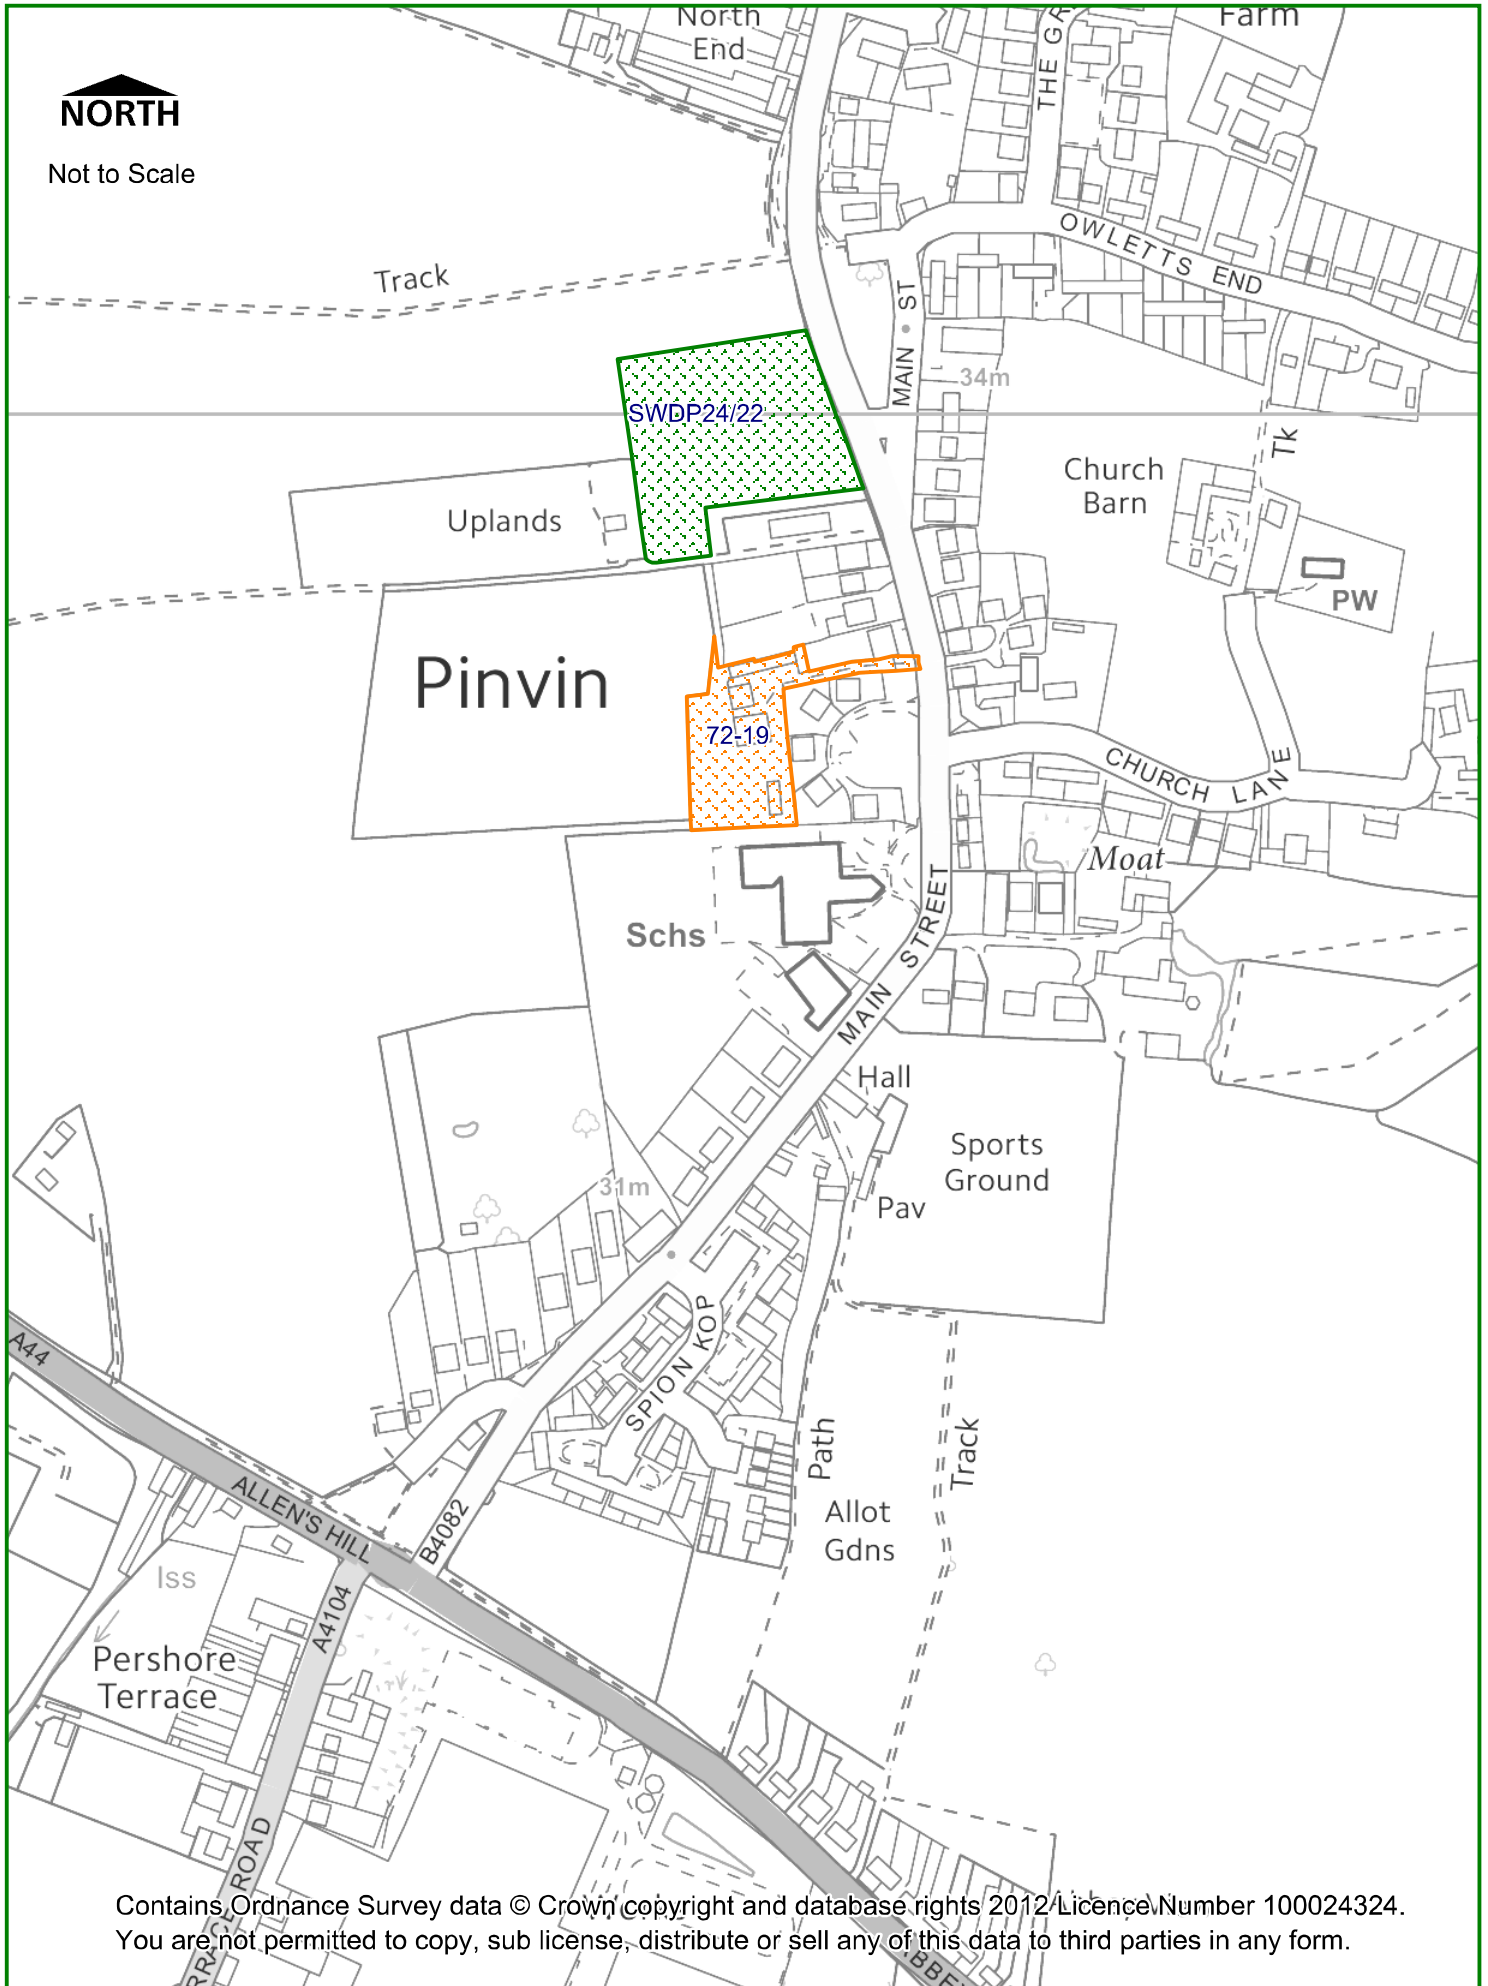 North
End
Farm
THE GR
NORTH
Not to Scale
OWLETTS END
Track
MAIN ST
34m
SWDP24/22
Tk
Church
Barn
Uplands
PW
Pinvin
72-19
CHURCH LANE
Moat
Schs
MAIN STREET
Hall
Sports
Ground
31m
Pav
SPION KOP
A44
Path
Track
ALLEN'S HILL
B4082
Allot
Gdns
Iss
A4104
Pershore
Terrace
RRACE ROAD
Contains Ordnance Survey data © Crown copyright and database rights 2012 Licence Number 100024324.
You are not permitted to copy, sub license, distribute or sell any of this data to third parties in any form.
ABBEY